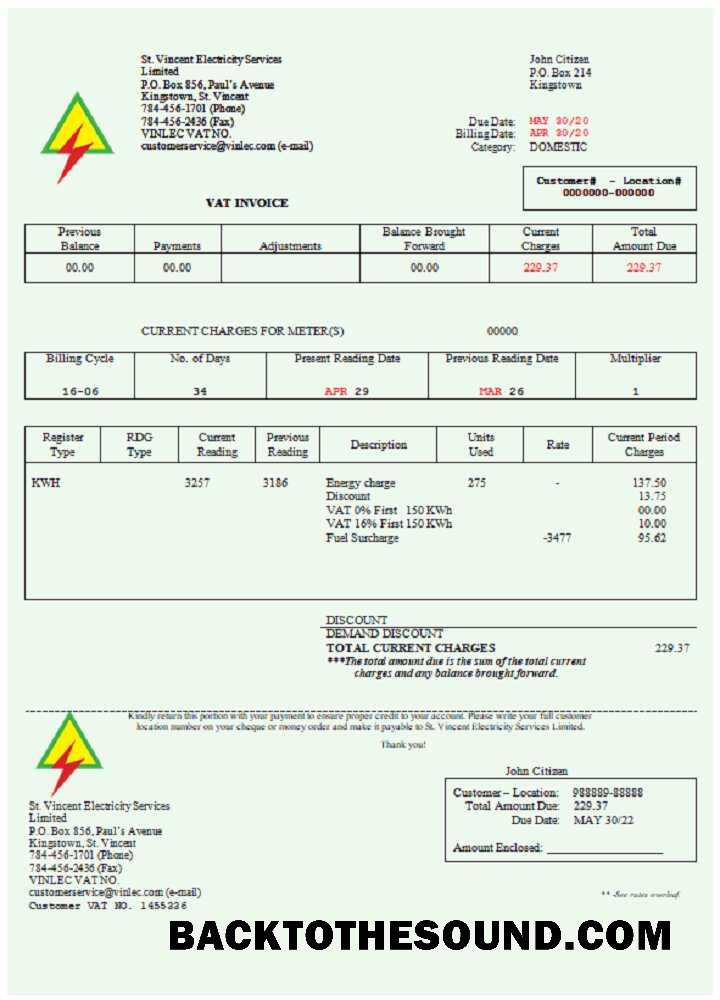 St. Vincent Electricity Services
Limited
P.O. Box 856, Paul's Avenue
Kingstown, St. Vincent
784-456-1701 (Phone)
784-456-2436 (Fax)
VINLEC VAT NO.
customerservice@vinlec.com (e-mail)
John Citizen
P.O. Box 214
Kingstown
Due Date: MAY 30/20
Billing Date: APR 30/20
Category: DOMESTIC
Customer# - Location#
0000000-000000
VAT INVOICE
Previous Balance Payments Adjustments Balance Brought Forward Current Charges Total Amount Due
00.00 00.00 00.00 229.37 229.37
CURRENT CHARGES FOR METER(S) 00000
Billing Cycle No. of Days Present Reading Date Previous Reading Date Multiplier
16-06 34 APR 29 MAR 26 1
Register Type RDG Type Current Reading Previous Reading Description Units Used Rate Current Period Charges
KWH 3257 3186 Energy charge 275 - 137.50
Discount 13.75
VAT 0% First 150 KWh 00.00
VAT 16% First 150 KWh 10.00
Fuel Surcharge -3477 95.62
DISCOUNT
DEMAND DISCOUNT
TOTAL CURRENT CHARGES 229.37
***The total amount due is the sum of the total current
charges and any balance brought forward.
Kindly return this portion with your payment to ensure proper credit to your account. Please write your full customer
location number on your cheque or money order and make it payable to St. Vincent Electricity Services Limited.
Thank you!
St. Vincent Electricity Services
Limited
P.O. Box 856, Paul's Avenue
Kingstown, St. Vincent
784-456-1701 (Phone)
784-456-2436 (Fax)
VINLEC VAT NO.
customerservice@vinlec.com (e-mail)
Customer VAT NO. 1455336
John Citizen
Customer – Location: 988889-88888
Total Amount Due: 229.37
Due Date: MAY 30/22
Amount Enclosed: ____________________
** See rates overleaf.
BACKTOTHESOUND.COM